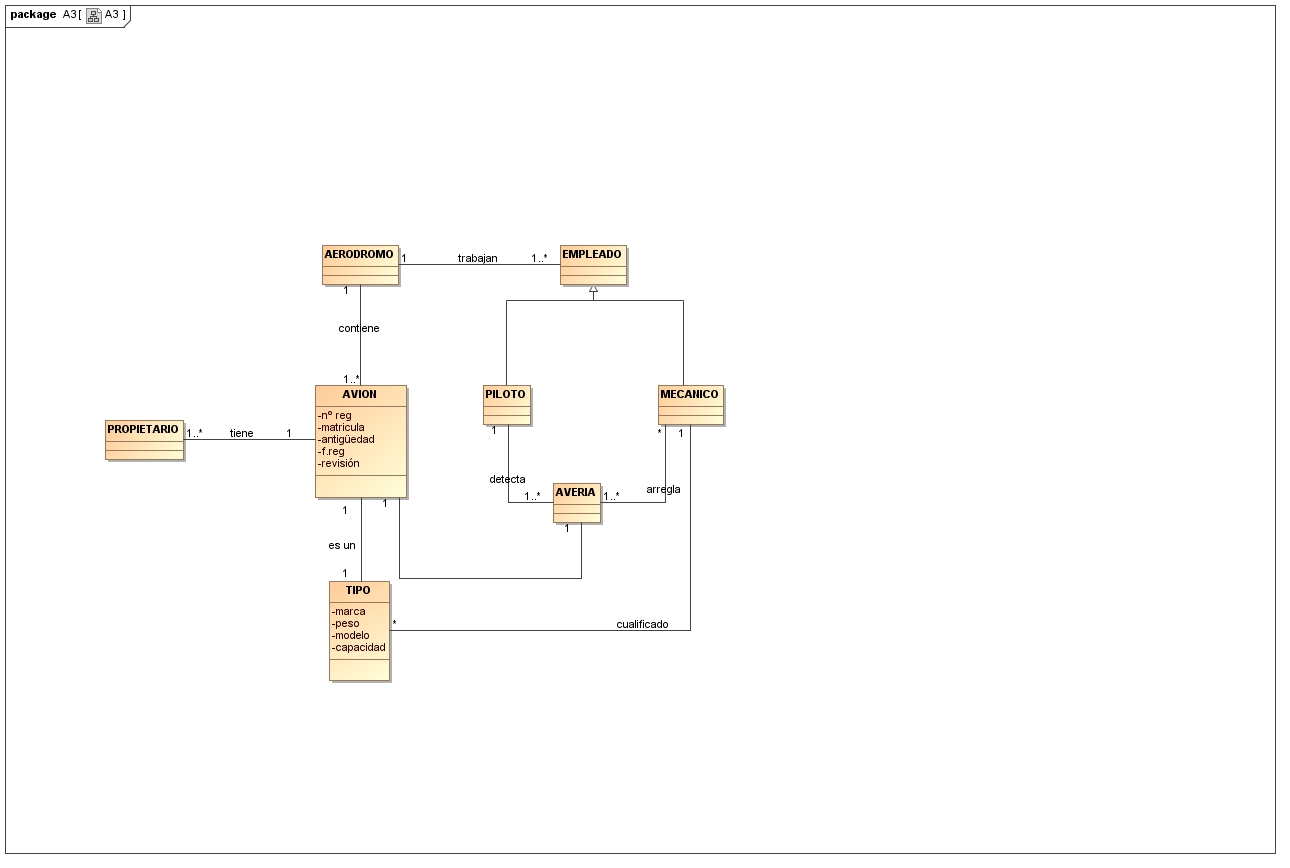 package A3[ A3 ]
AERODROMO
1
trabajan
1..*
EMPLEADO
1
contiene
1..*
AVION
-nº reg
-matricula
-antigüedad
-f.reg
-revisión
PROPIETARIO
1..*
tiene
1
PILOTO
1
MECANICO
*
1
detecta
1..*
AVERIA
1..*
arregla
1
1
1
es un
1
TIPO
-marca
-peso
-modelo
-capacidad
*
cualificado